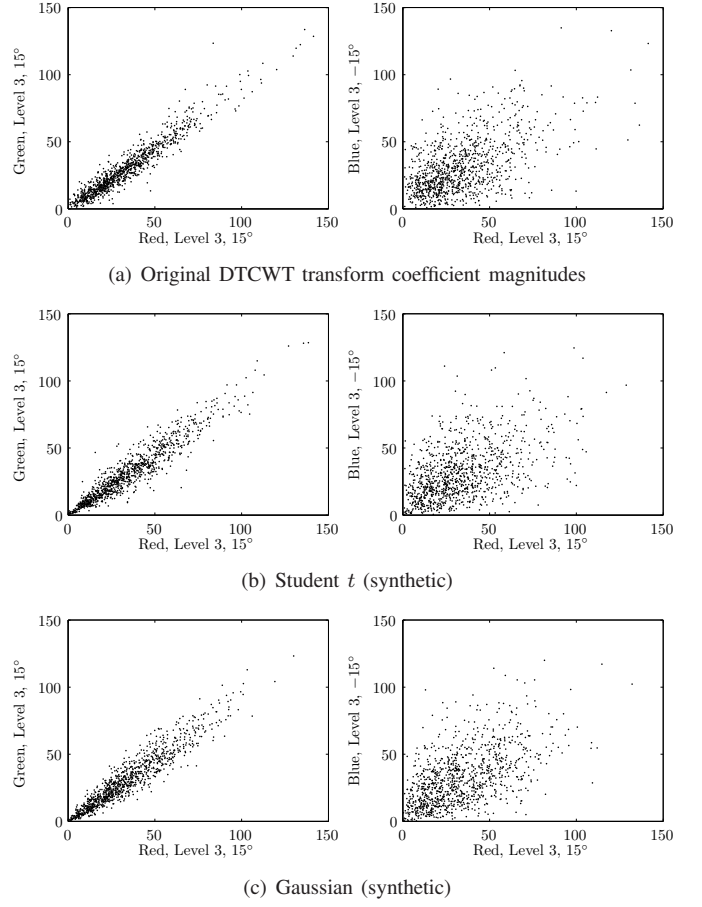 150
100
50
0
Green, Level 3, 15°
0 50 100 150
Red, Level 3, 15°
150
100
50
0
Blue, Level 3, −15°
0 50 100 150
Red, Level 3, 15°
(a) Original DTCWT transform coefficient magnitudes
150
100
50
0
Green, Level 3, 15°
0 50 100 150
Red, Level 3, 15°
150
100
50
0
Blue, Level 3, −15°
0 50 100 150
Red, Level 3, 15°
(b) Student t (synthetic)
150
100
50
0
Green, Level 3, 15°
0 50 100 150
Red, Level 3, 15°
150
100
50
0
Blue, Level 3, −15°
0 50 100 150
Red, Level 3, 15°
(c) Gaussian (synthetic)